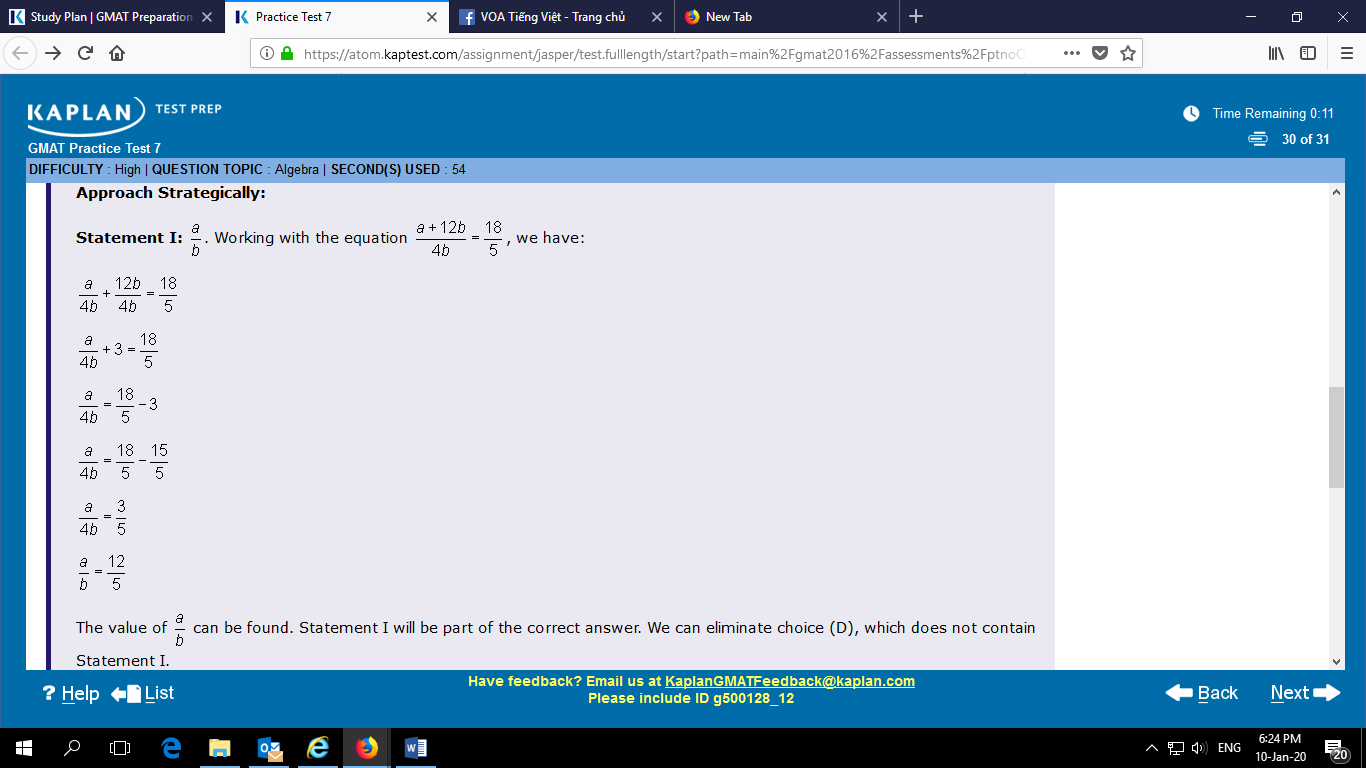 Study Plan | GMAT Preparation
Practice Test 7
VOA Tiếng Việt - Trang chủ
New Tab
https://atom.kaptest.com/assignment/jasper/test.fulllength/start?path=main%2Fgmat2016%2Fassessments%2Fptno
KAPLAN TEST PREP
Time Remaining 0:11
30 of 31
GMAT Practice Test 7
DIFFICULTY : High | QUESTION TOPIC : Algebra | SECOND(S) USED : 54
Approach Strategically:
Statement I: a/b. Working with the equation (a + 12b)/4b = 18/5, we have:
a/4b + 12b/4b = 18/5
a/4b + 3 = 18/5
a/4b = 18/5 − 3
a/4b = 18/5 − 15/5
a/4b = 3/5
a/b = 12/5
The value of a/b can be found. Statement I will be part of the correct answer. We can eliminate choice (D), which does not contain
Statement I.
? Help List
Have feedback? Email us at KaplanGMATFeedback@kaplan.com
Please include ID g500128_12
Back Next
ENG
6:24 PM
10-Jan-20
20